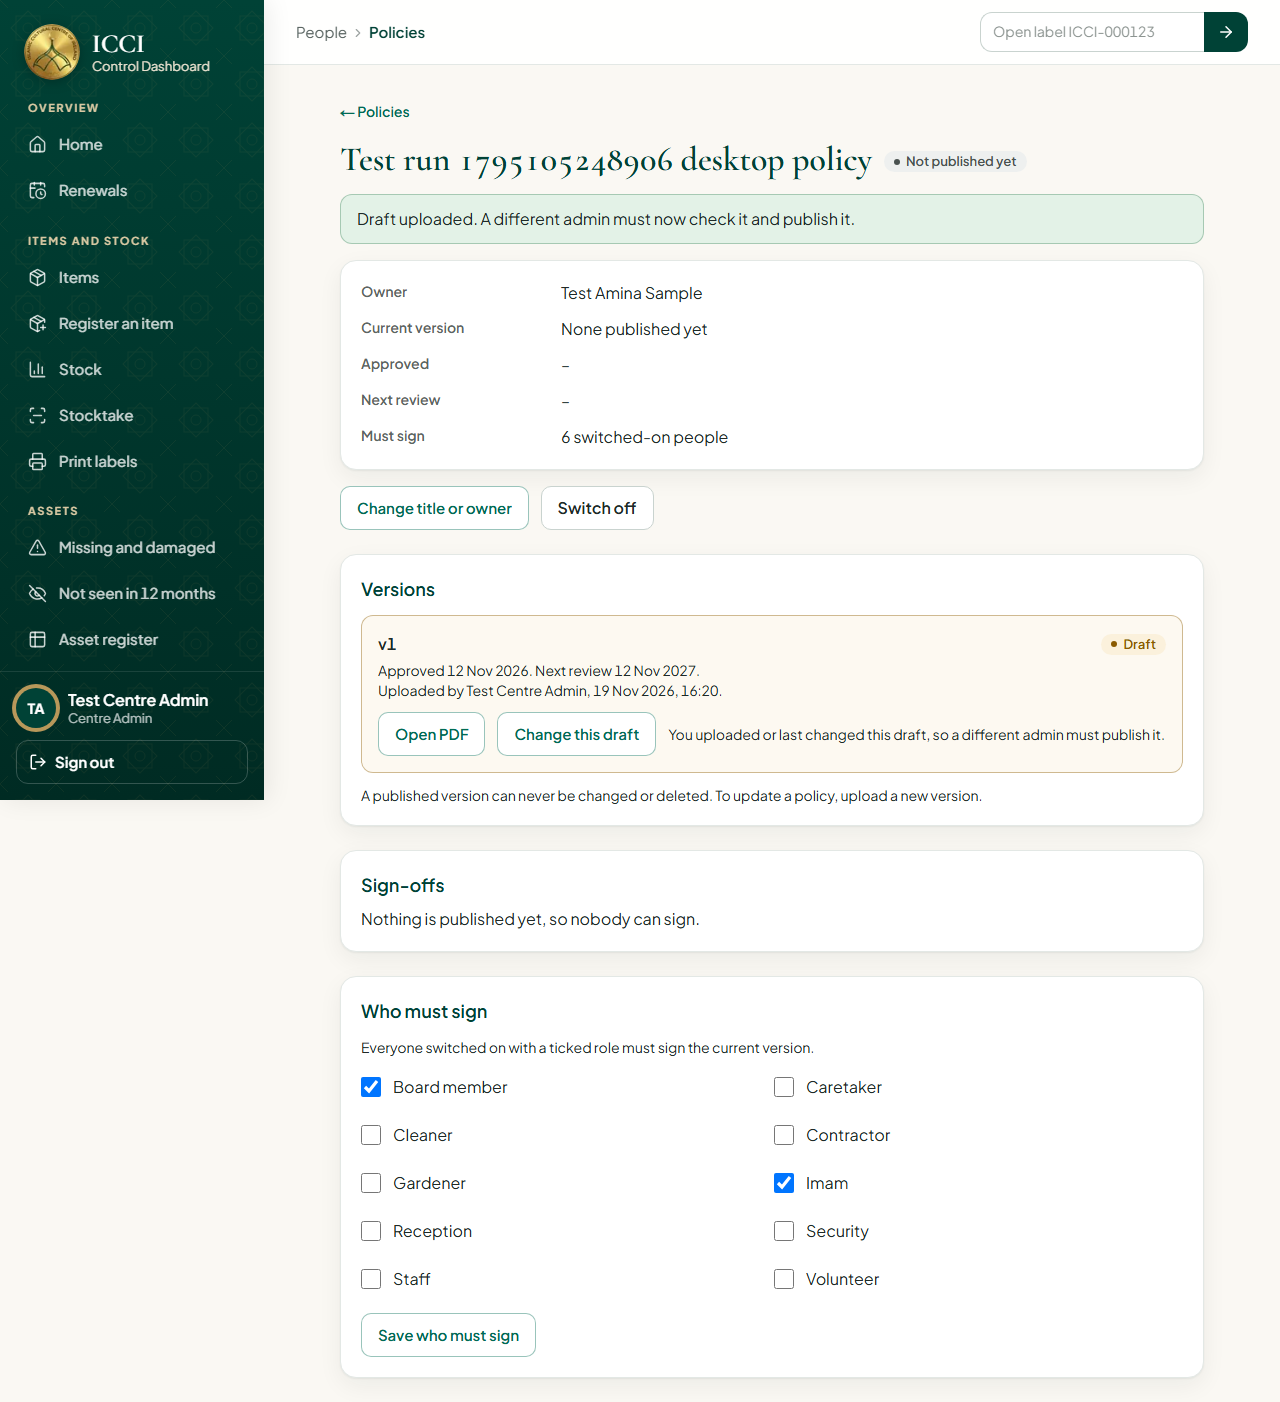 ICCI
Control Dashboard
OVERVIEW
Home
Renewals
ITEMS AND STOCK
Items
Register an item
Stock
Stocktake
Print labels
ASSETS
Missing and damaged
Not seen in 12 months
Asset register
TA
Test Centre Admin
Centre Admin
Sign out
People › Policies
Open label ICCI-000123
← Policies
Test run 1795105248906 desktop policy
Not published yet
Draft uploaded. A different admin must now check it and publish it.
Owner Test Amina Sample
Current version None published yet
Approved –
Next review –
Must sign 6 switched-on people
Change title or owner
Switch off
Versions
v1
Draft
Approved 12 Nov 2026. Next review 12 Nov 2027.
Uploaded by Test Centre Admin, 19 Nov 2026, 16:20.
Open PDF
Change this draft
You uploaded or last changed this draft, so a different admin must publish it.
A published version can never be changed or deleted. To update a policy, upload a new version.
Sign-offs
Nothing is published yet, so nobody can sign.
Who must sign
Everyone switched on with a ticked role must sign the current version.
Board member
Caretaker
Cleaner
Contractor
Gardener
Imam
Reception
Security
Staff
Volunteer
Save who must sign